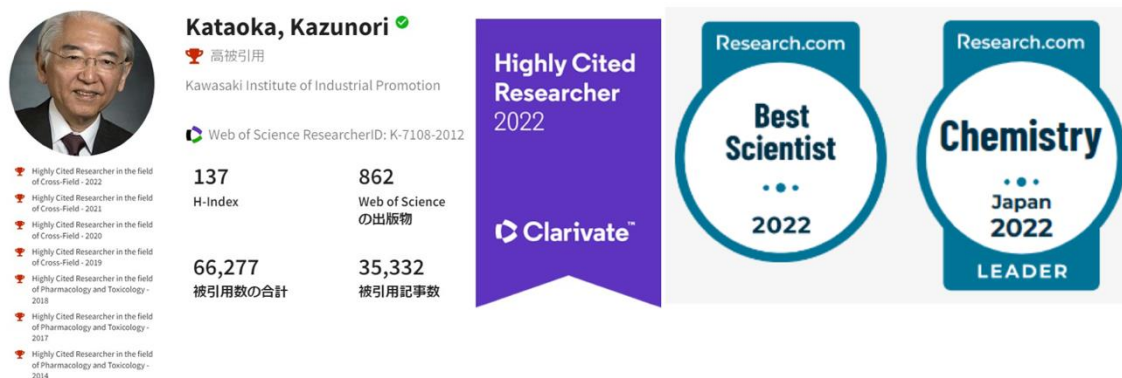 Kataoka, Kazunori
高被引用
Kawasaki Institute of Industrial Promotion
Web of Science ResearcherID: K-7108-2012
137
H-Index
862
Web of Science
の出版物
66,277
被引用数の合計
35,332
被引用記事数
Highly Cited Researcher in the field
of Cross-Field - 2022
Highly Cited Researcher in the field
of Cross-Field - 2021
Highly Cited Researcher in the field
of Cross-Field - 2020
Highly Cited Researcher in the field
of Cross-Field - 2019
Highly Cited Researcher in the field
of Pharmacology and Toxicology -
2018
Highly Cited Researcher in the field
of Pharmacology and Toxicology -
2017
Highly Cited Researcher in the field
of Pharmacology and Toxicology -
2014
Highly Cited
Researcher
2022
Clarivate™
Research.com
Best
Scientist
2022
Research.com
Chemistry
Japan
2022
LEADER